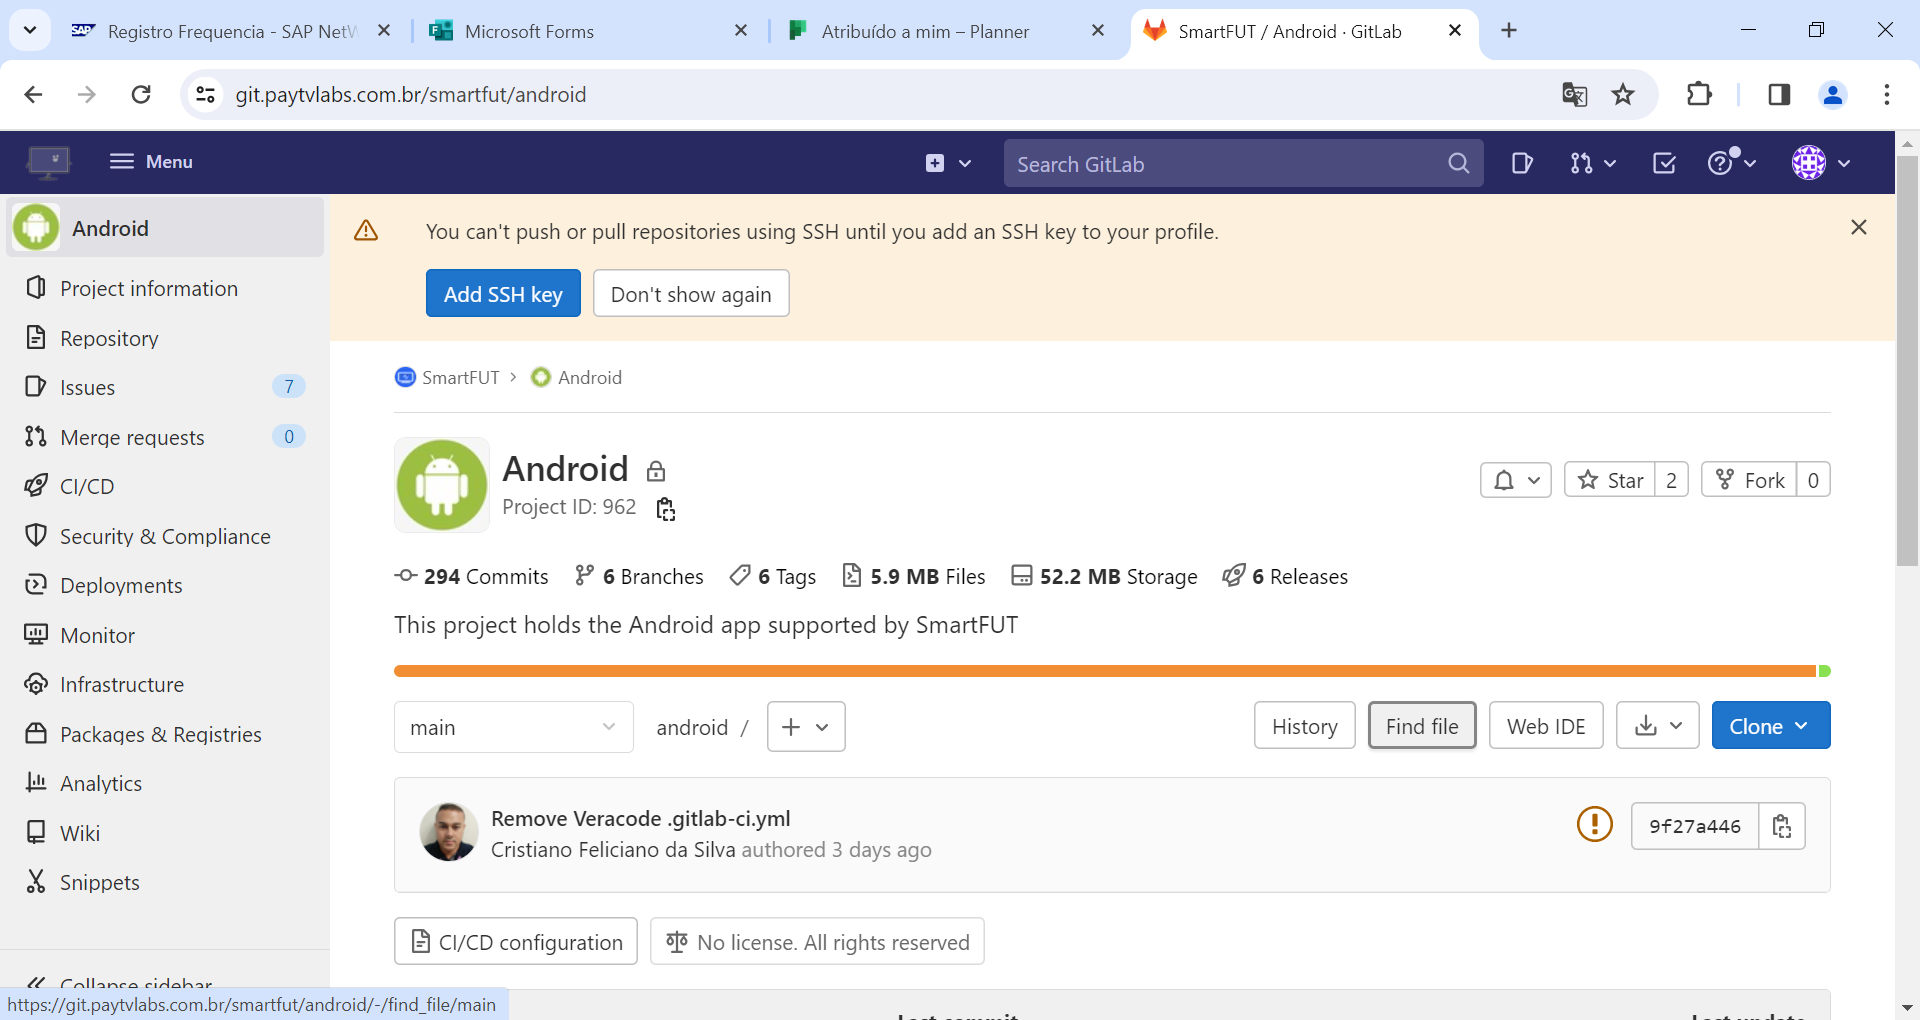 SAP Registro Frequencia - SAP NetW
Microsoft Forms
Atribuído a mim – Planner
SmartFUT / Android · GitLab
git.paytvlabs.com.br/smartfut/android
Menu
Search GitLab
Android
Project information
Repository
Issues 7
Merge requests 0
CI/CD
Security & Compliance
Deployments
Monitor
Infrastructure
Packages & Registries
Analytics
Wiki
Snippets
Collapse sidebar
https://git.paytvlabs.com.br/smartfut/android/-/find_file/main
You can't push or pull repositories using SSH until you add an SSH key to your profile.
Add SSH key Don't show again
SmartFUT > Android
Android
Project ID: 962
Star 2 Fork 0
294 Commits 6 Branches 6 Tags 5.9 MB Files 52.2 MB Storage 6 Releases
This project holds the Android app supported by SmartFUT
main android / History Find file Web IDE Clone
Remove Veracode .gitlab-ci.yml
Cristiano Feliciano da Silva authored 3 days ago
9f27a446
CI/CD configuration No license. All rights reserved
Last commit Last update